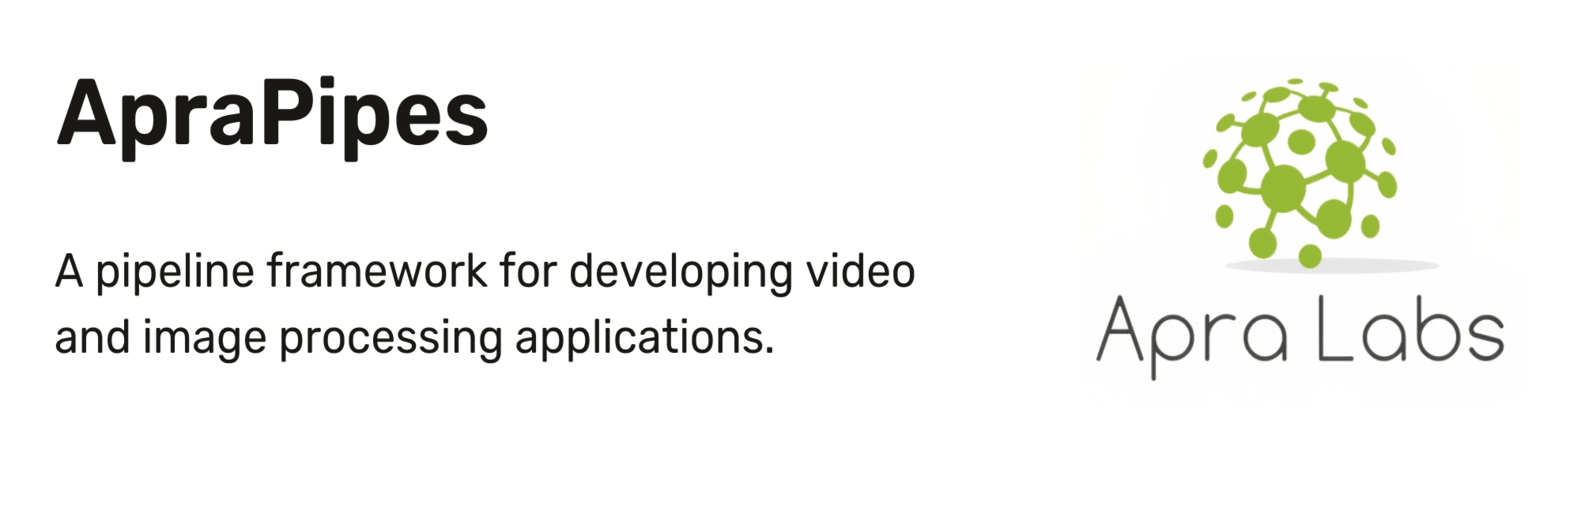 ApraPipes
A pipeline framework for developing video
and image processing applications.
Apra Labs